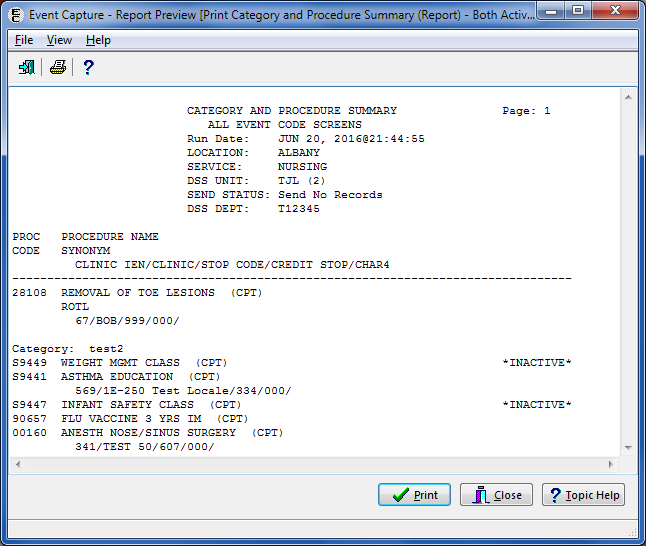 Event Capture - Report Preview [Print Category and Procedure Summary (Report) - Both Activ...
File View Help
CATEGORY AND PROCEDURE SUMMARY Page: 1
ALL EVENT CODE SCREENS
Run Date: JUN 20, 2016@21:44:55
LOCATION: ALBANY
SERVICE: NURSING
DSS UNIT: TJL (2)
SEND STATUS: Send No Records
DSS DEPT: T12345
PROC PROCEDURE NAME
CODE SYNONYM
CLINIC IEN/CLINIC/STOP CODE/CREDIT STOP/CHAR4
--------------------------------------------------------------------------------
28108 REMOVAL OF TOE LESIONS (CPT)
ROTL
67/BOB/999/000/
Category: test2
S9449 WEIGHT MGMT CLASS (CPT) *INACTIVE*
S9441 ASTHMA EDUCATION (CPT)
569/1E-250 Test Locale/334/000/
S9447 INFANT SAFETY CLASS (CPT) *INACTIVE*
90657 FLU VACCINE 3 YRS IM (CPT)
00160 ANESTH NOSE/SINUS SURGERY (CPT)
341/TEST 50/607/000/
Print Close Topic Help